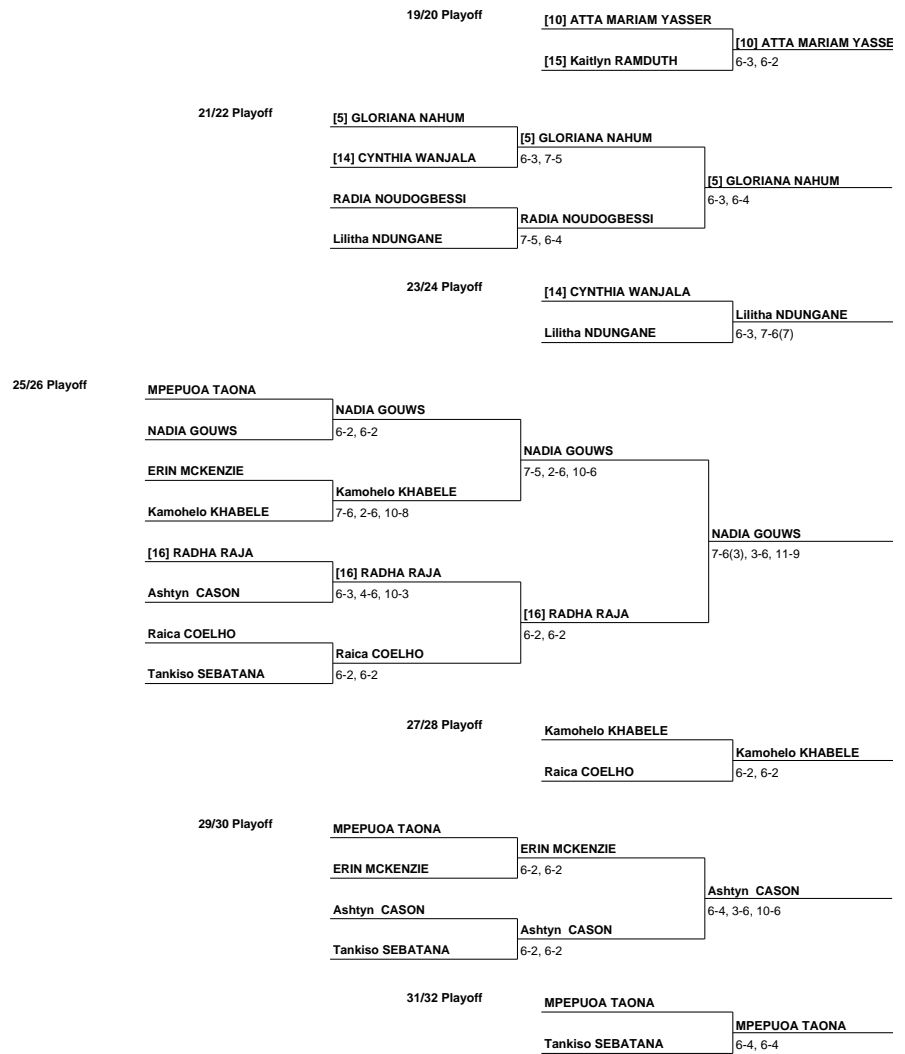 19/20 Playoff
[10] ATTA MARIAM YASSER
[10] ATTA MARIAM YASSE
[15] Kaitlyn RAMDUTH
6-3, 6-2
21/22 Playoff
[5] GLORIANA NAHUM
[5] GLORIANA NAHUM
[14] CYNTHIA WANJALA
6-3, 7-5
[5] GLORIANA NAHUM
RADIA NOUDOGBESSI
6-3, 6-4
RADIA NOUDOGBESSI
Lilitha NDUNGANE
7-5, 6-4
23/24 Playoff
[14] CYNTHIA WANJALA
Lilitha NDUNGANE
Lilitha NDUNGANE
6-3, 7-6(7)
25/26 Playoff
MPEPUOA TAONA
NADIA GOUWS
NADIA GOUWS
6-2, 6-2
NADIA GOUWS
ERIN MCKENZIE
7-5, 2-6, 10-6
Kamohelo KHABELE
Kamohelo KHABELE
7-6, 2-6, 10-8
NADIA GOUWS
[16] RADHA RAJA
7-6(3), 3-6, 11-9
[16] RADHA RAJA
Ashtyn CASON
6-3, 4-6, 10-3
[16] RADHA RAJA
Raica COELHO
6-2, 6-2
Raica COELHO
Tankiso SEBATANA
6-2, 6-2
27/28 Playoff
Kamohelo KHABELE
Kamohelo KHABELE
Raica COELHO
6-2, 6-2
29/30 Playoff
MPEPUOA TAONA
ERIN MCKENZIE
ERIN MCKENZIE
6-2, 6-2
Ashtyn CASON
Ashtyn CASON
6-4, 3-6, 10-6
Ashtyn CASON
Tankiso SEBATANA
6-2, 6-2
31/32 Playoff
MPEPUOA TAONA
MPEPUOA TAONA
Tankiso SEBATANA
6-4, 6-4